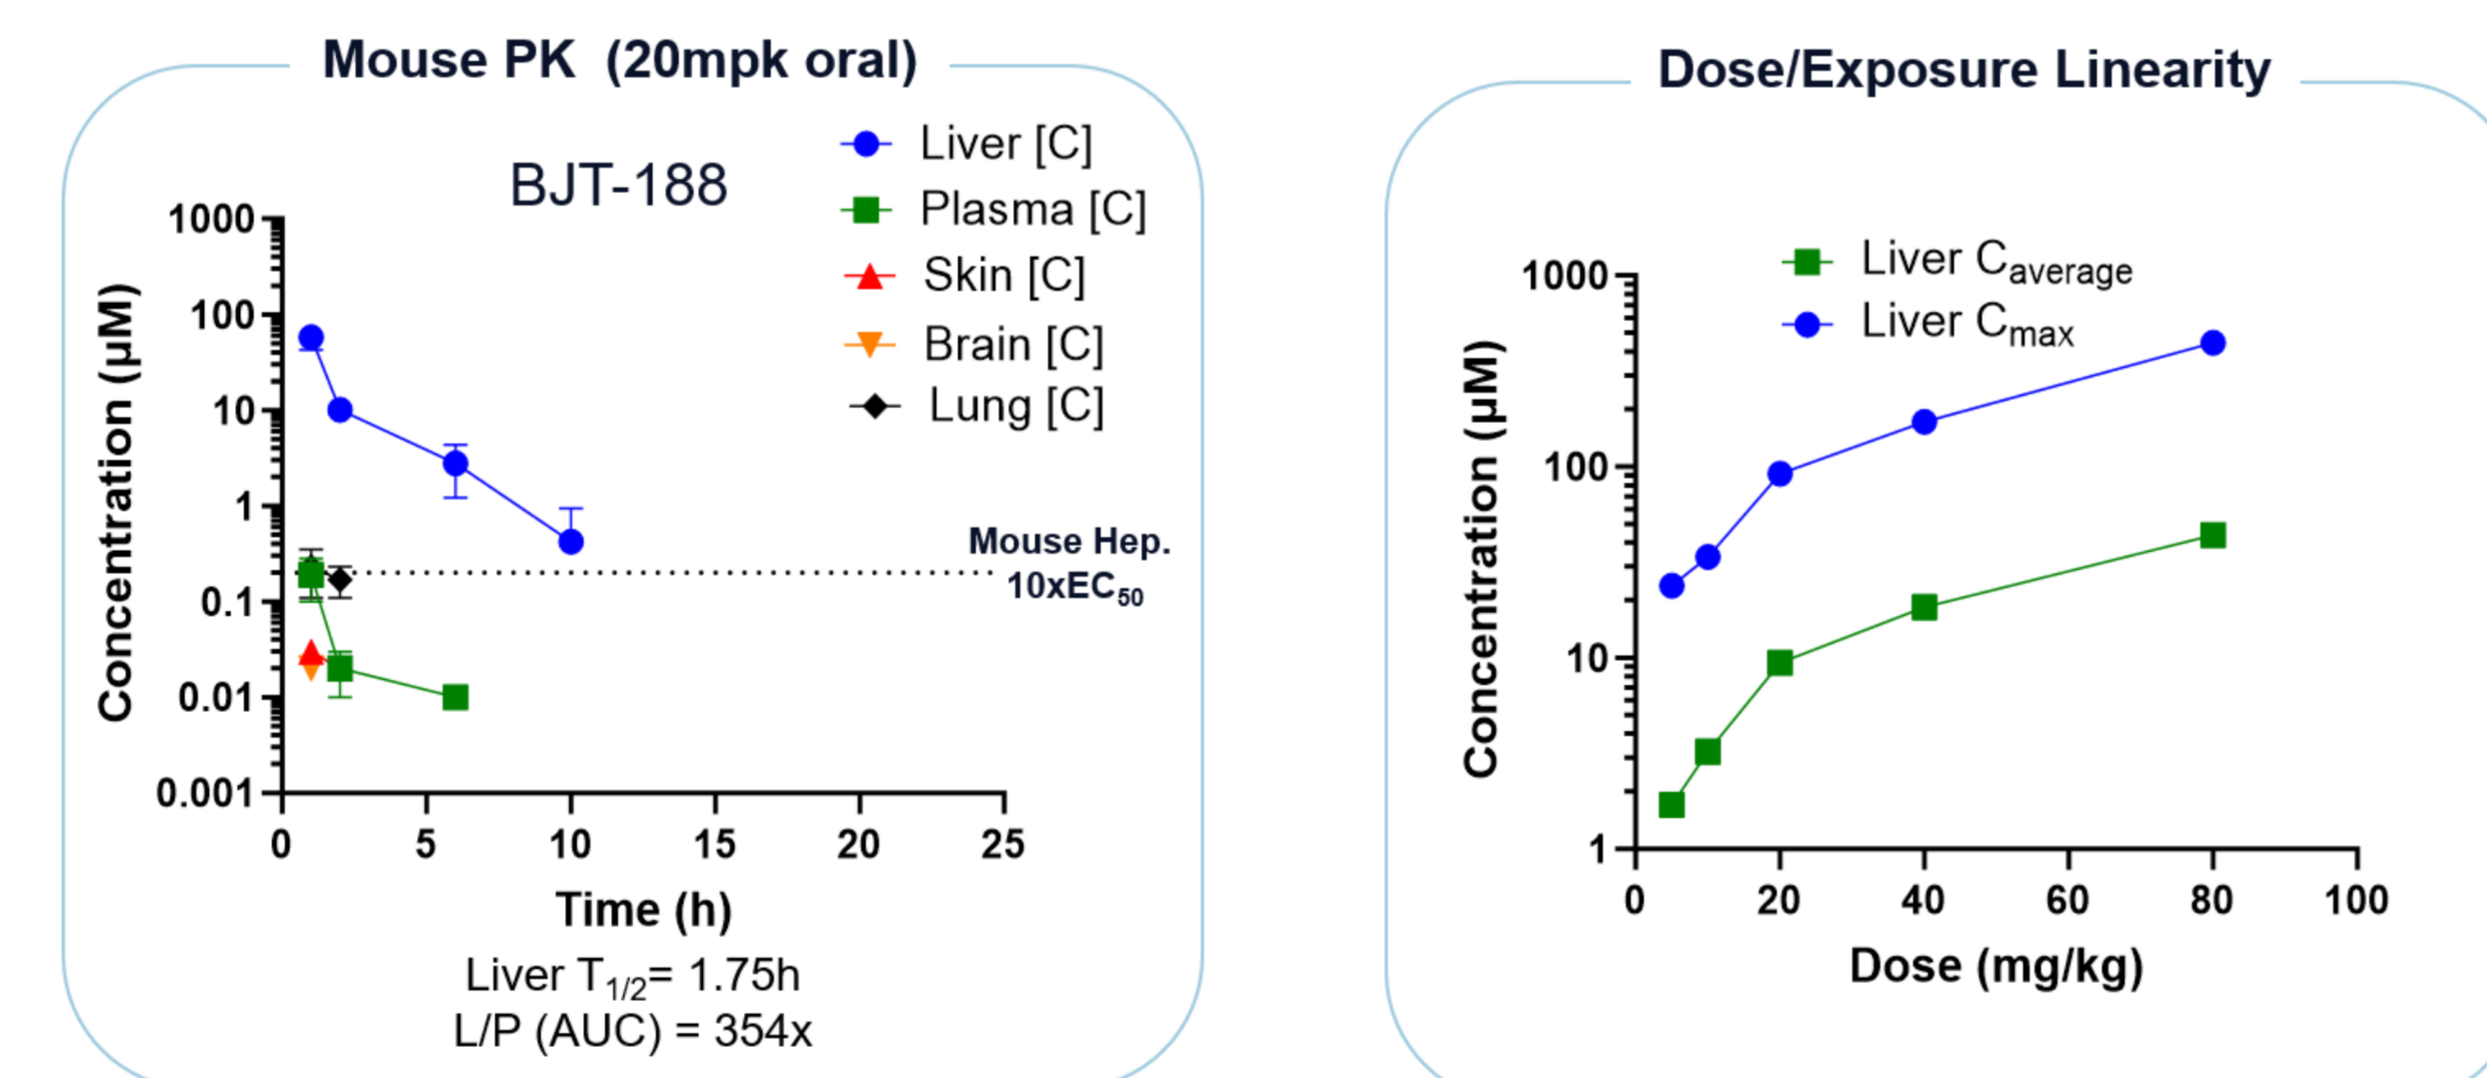 Mouse PK (20mpk oral)
BJT-188
Liver [C]
Plasma [C]
Skin [C]
Brain [C]
Lung [C]
Concentration (µM)
1000
100
10
1
0.1
0.01
0.001
0 5 10 15 20 25
Mouse Hep.
10xEC50
Time (h)
Liver T1/2= 1.75h
L/P (AUC) = 354x
Dose/Exposure Linearity
Liver Caverage
Liver Cmax
Concentration (µM)
1000
100
10
1
0 20 40 60 80 100
Dose (mg/kg)